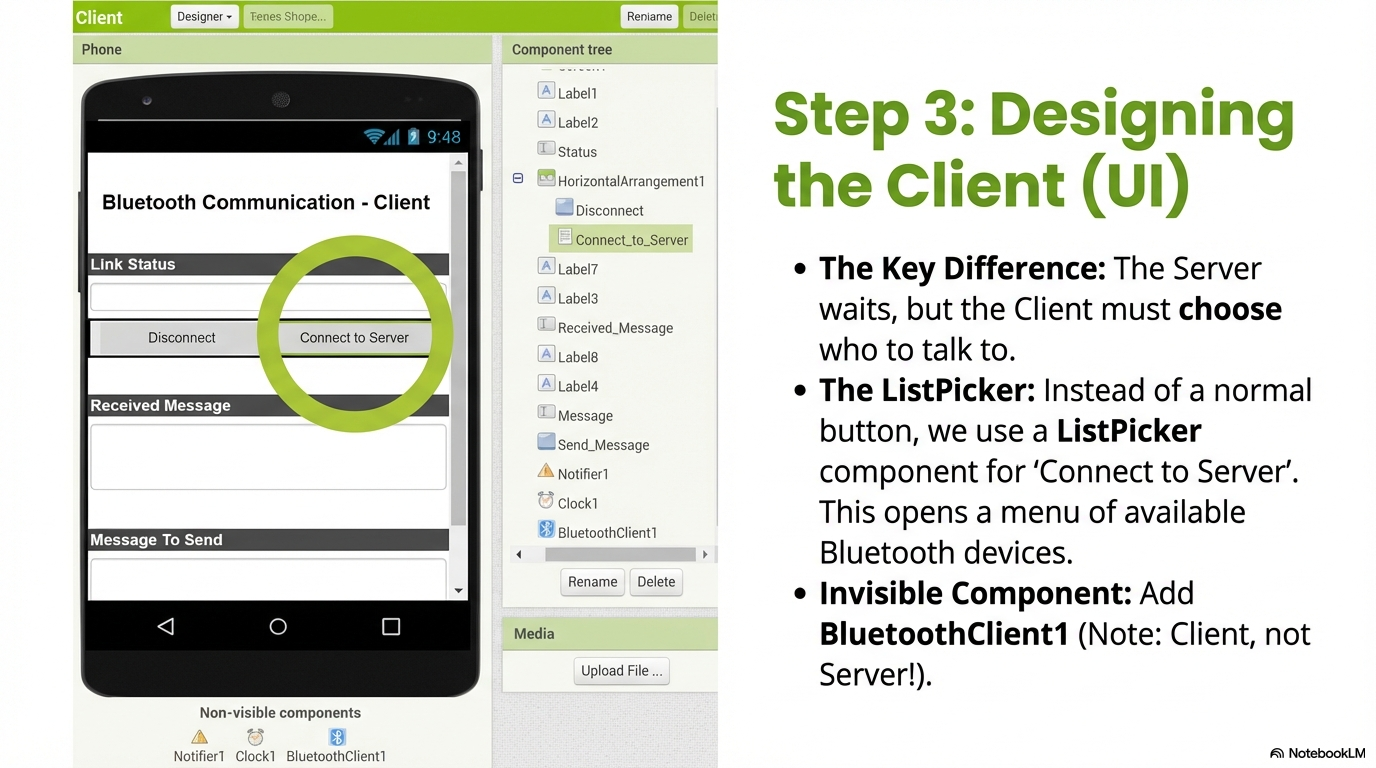 Client
Designer
Rename
Phone
Component tree
9:48
Bluetooth Communication - Client
Link Status
Disconnect
Connect to Server
Received Message
Message To Send
Label1
Label2
Status
HorizontalArrangement1
Disconnect
Connect_to_Server
Label7
Label3
Received_Message
Label8
Label4
Message
Send_Message
Notifier1
Clock1
BluetoothClient1
Rename Delete
Media
Upload File ...
Non-visible components
Notifier1 Clock1 BluetoothClient1
Step 3: Designing
the Client (UI)
• The Key Difference: The Server
waits, but the Client must choose
who to talk to.
• The ListPicker: Instead of a normal
button, we use a ListPicker
component for ‘Connect to Server’.
This opens a menu of available
Bluetooth devices.
• Invisible Component: Add
BluetoothClient1 (Note: Client, not
Server!).
NotebookLM